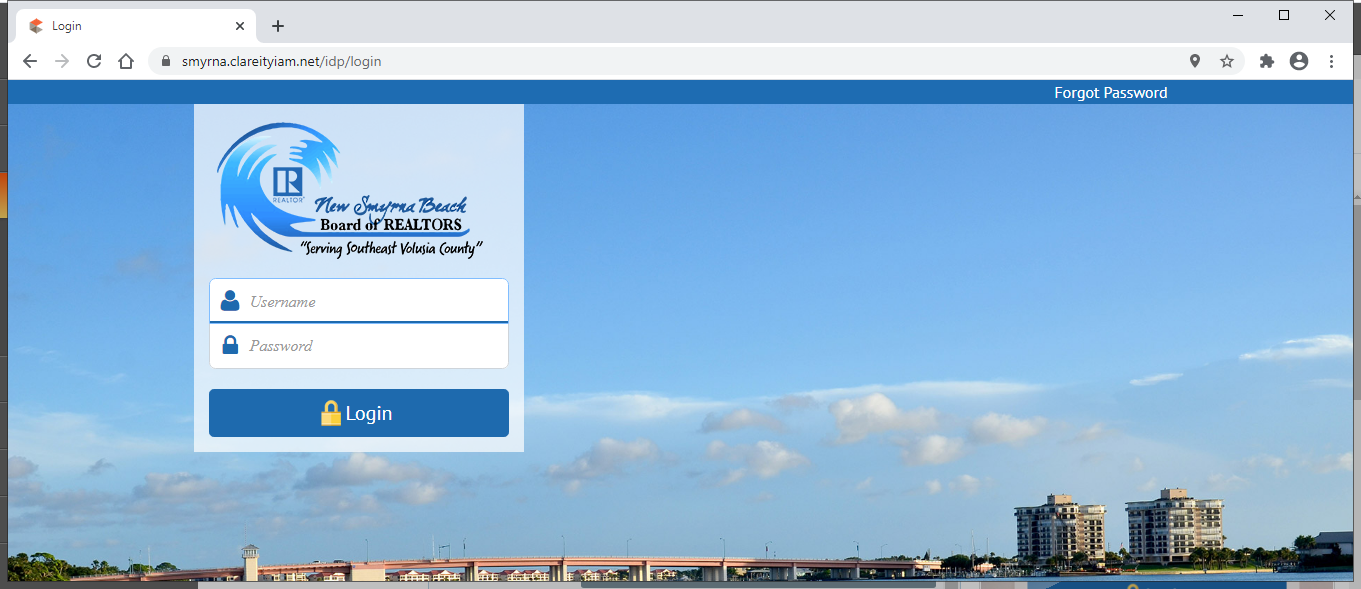 Login
smyrna.clareityiam.net/idp/login
Forgot Password
R
REALTOR®
New Smyrna Beach
Board of REALTORS
"Serving Southeast Volusia County"
Username
Password
Login